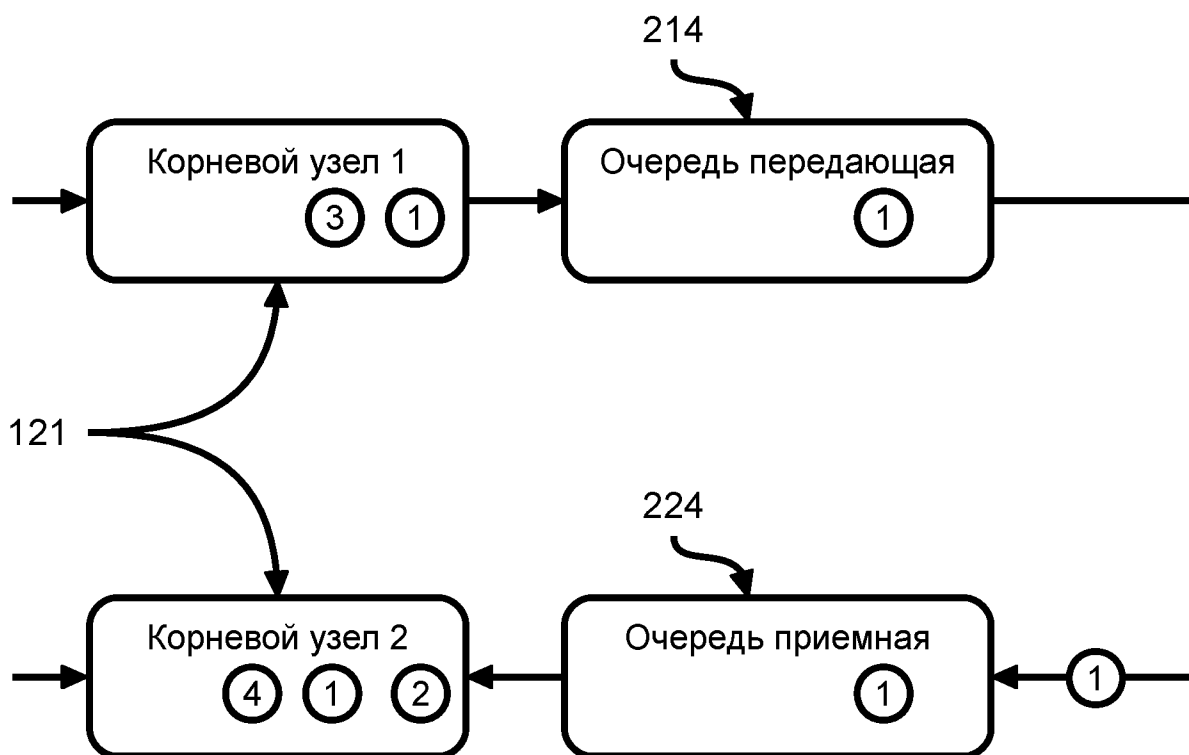 214
Корневой узел 1
Очередь передающая
3 1
1
121
224
Корневой узел 2
Очередь приемная
4 1 2
1
1